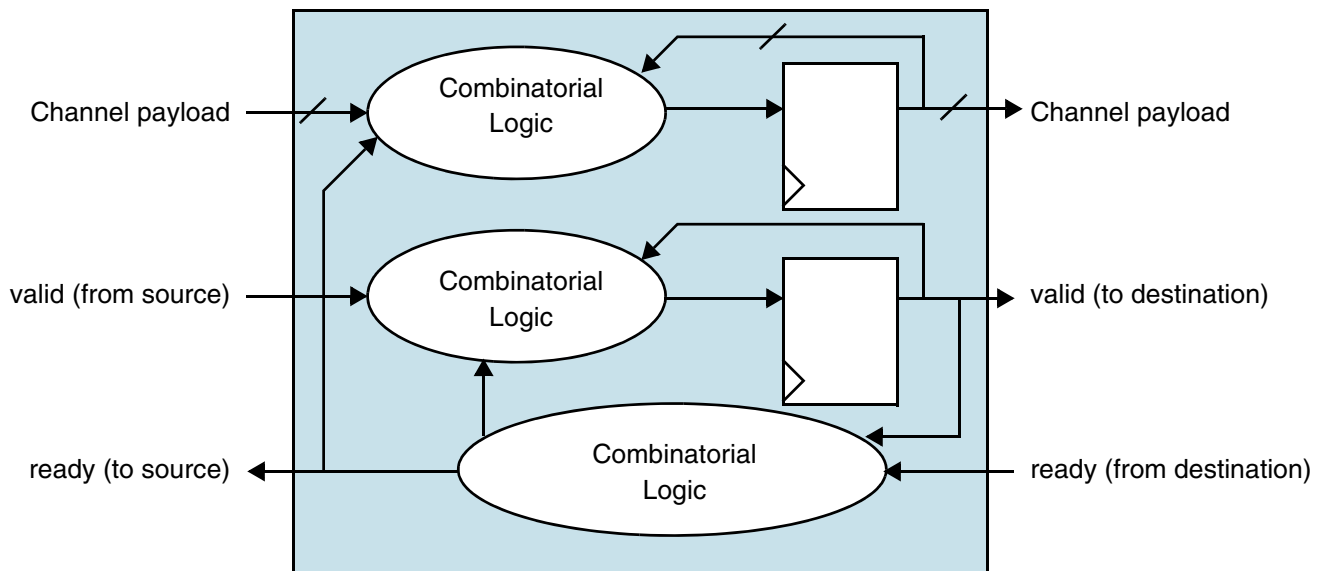 Combinatorial
Logic
Channel payload
Channel payload
Combinatorial
Logic
valid (from source)
valid (to destination)
Combinatorial
Logic
ready (to source)
ready (from destination)